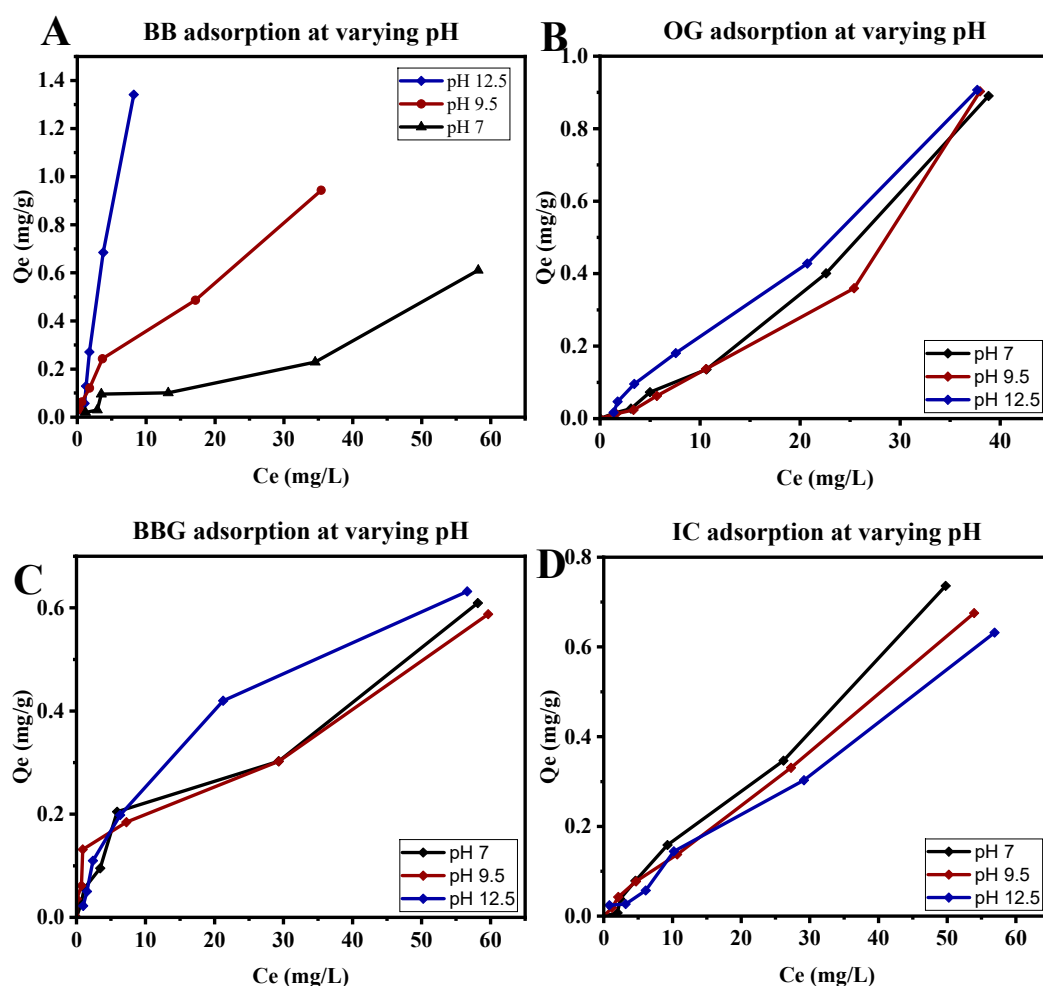 A
BB adsorption at varying pH
Qe (mg/g)
1.4
1.2
1.0
0.8
0.6
0.4
0.2
0.0
pH 12.5
pH 9.5
pH 7
0 10 20 30 40 50 60
Ce (mg/L)
B
OG adsorption at varying pH
Qe (mg/g)
1.0
0.8
0.6
0.4
0.2
0.0
pH 7
pH 9.5
pH 12.5
0 10 20 30 40
Ce (mg/L)
C
BBG adsorption at varying pH
Qe (mg/g)
0.6
0.4
0.2
0.0
pH 7
pH 9.5
pH 12.5
0 10 20 30 40 50 60
Ce (mg/L)
D
IC adsorption at varying pH
Qe (mg/g)
0.8
0.6
0.4
0.2
0.0
pH 7
pH 9.5
pH 12.5
0 10 20 30 40 50 60
Ce (mg/L)